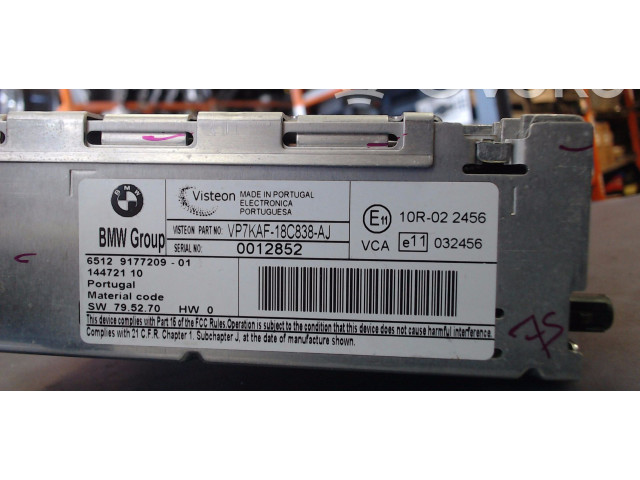 BMW
BMW Group
Visteon
MADE IN PORTUGAL
ELECTRONICA
PORTUGUESA
VISTEON PART NO: VP7KAF-18C838-AJ
SERIAL NO: 0012852
E11 10R-02 2456
VCA e11 032456
6512 9177209 - 01
144721 10
Portugal
Material code
SW 79.52.70 HW 0
This device complies with Part 15 of the FCC Rules.Operation is subject to the condition that this device does not cause harmful interference
Complies with 21 C.F.R. Chapter 1. Subchapter J, at the date of manufacture shown.